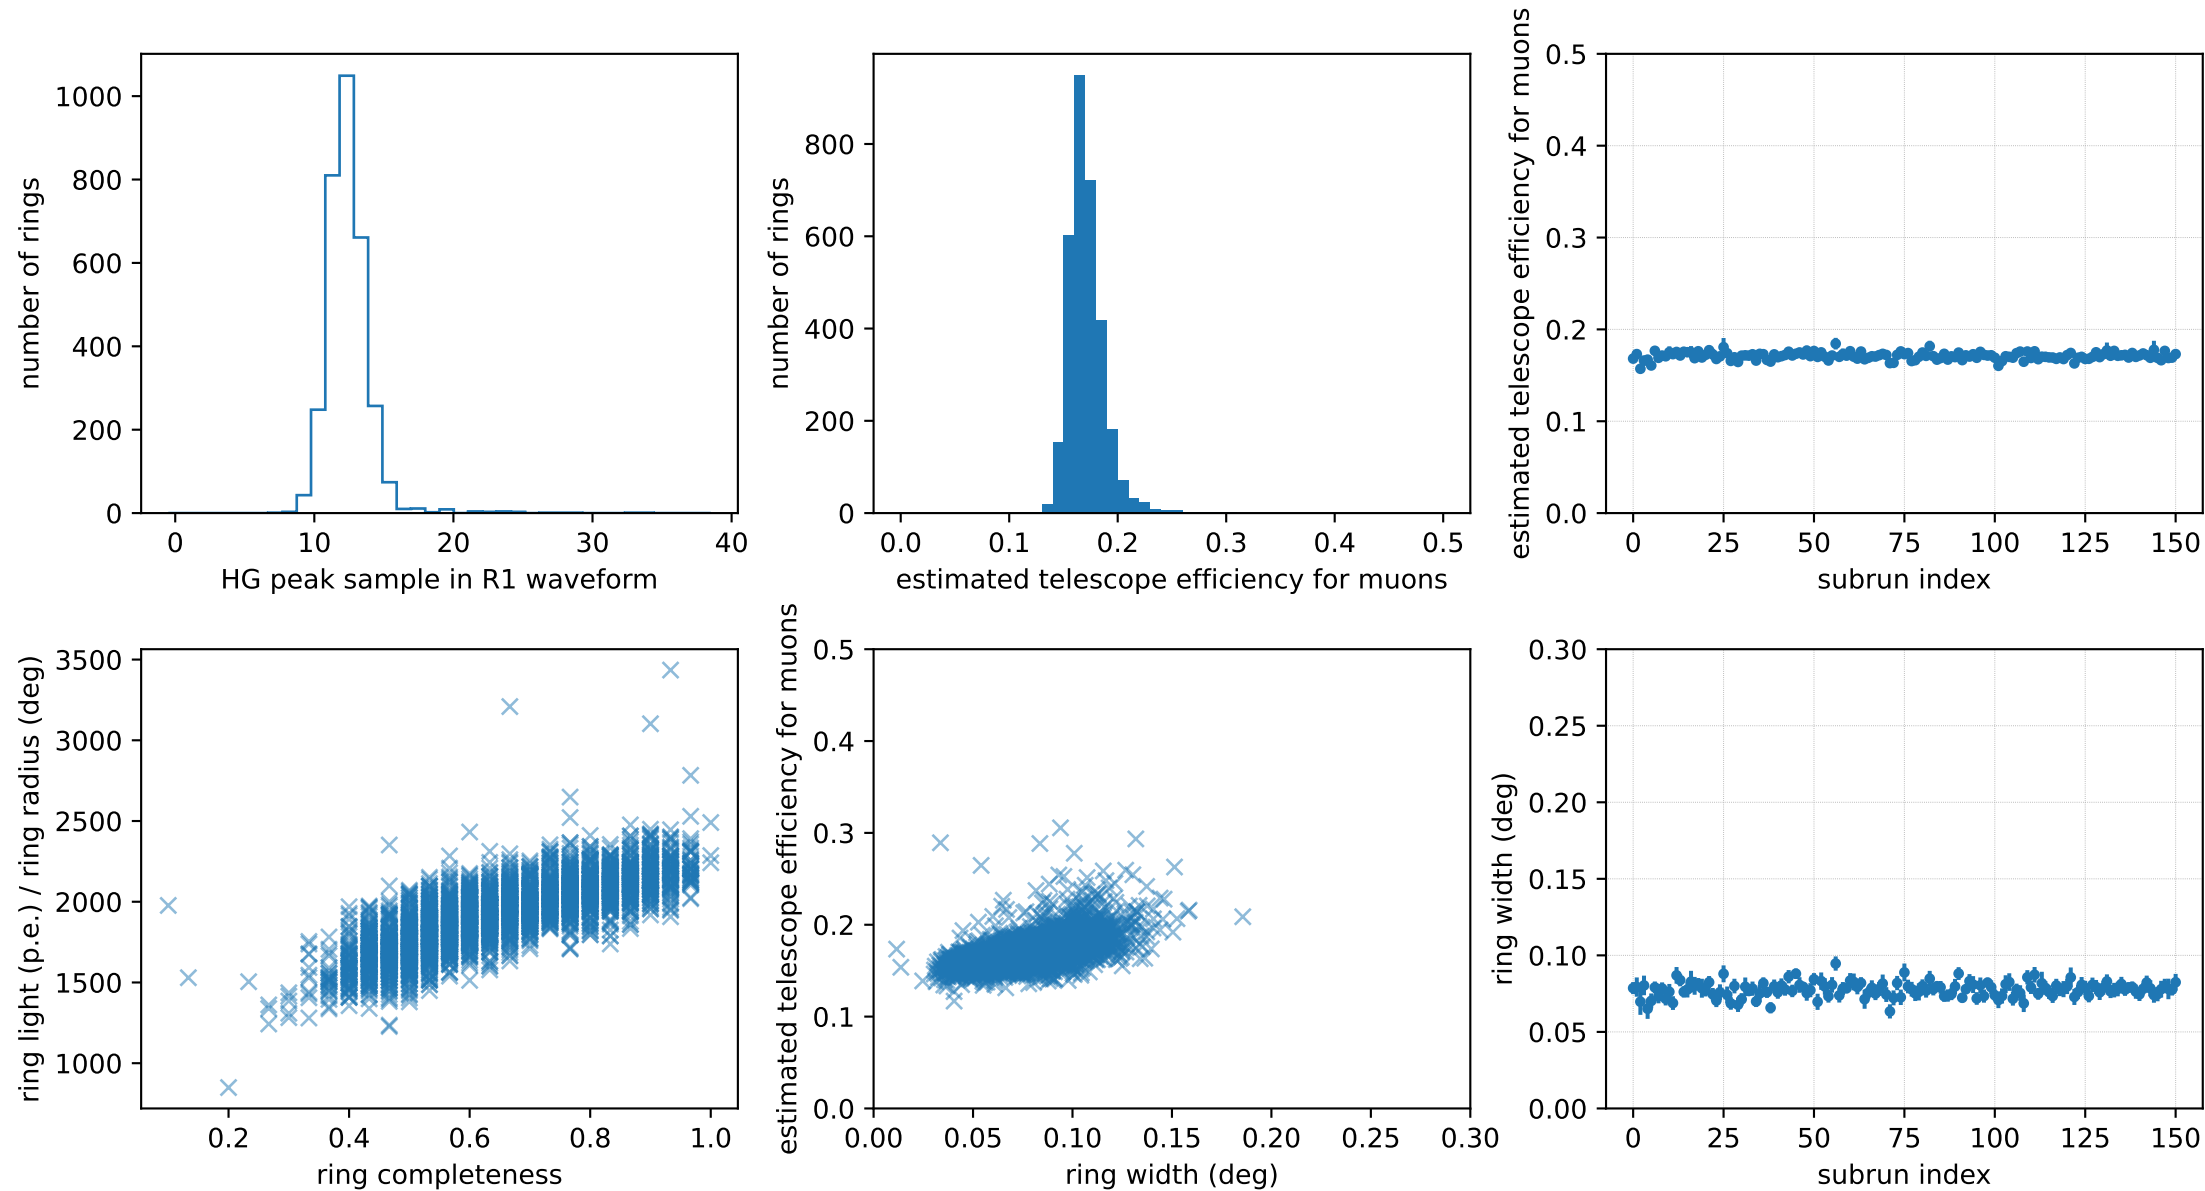 number of rings
1000
800
600
400
200
0
0 10 20 30 40
HG peak sample in R1 waveform
number of rings
800
600
400
200
0
0.0 0.1 0.2 0.3 0.4 0.5
estimated telescope efficiency for muons
estimated telescope efficiency for muons
0.5
0.4
0.3
0.2
0.1
0.0
0 25 50 75 100 125 150
subrun index
ring light (p.e.) / ring radius (deg)
3500
3000
2500
2000
1500
1000
0.2 0.4 0.6 0.8 1.0
ring completeness
estimated telescope efficiency for muons
0.5
0.4
0.3
0.2
0.1
0.0
0.00 0.05 0.10 0.15 0.20 0.25 0.30
ring width (deg)
ring width (deg)
0.30
0.25
0.20
0.15
0.10
0.05
0.00
0 25 50 75 100 125 150
subrun index